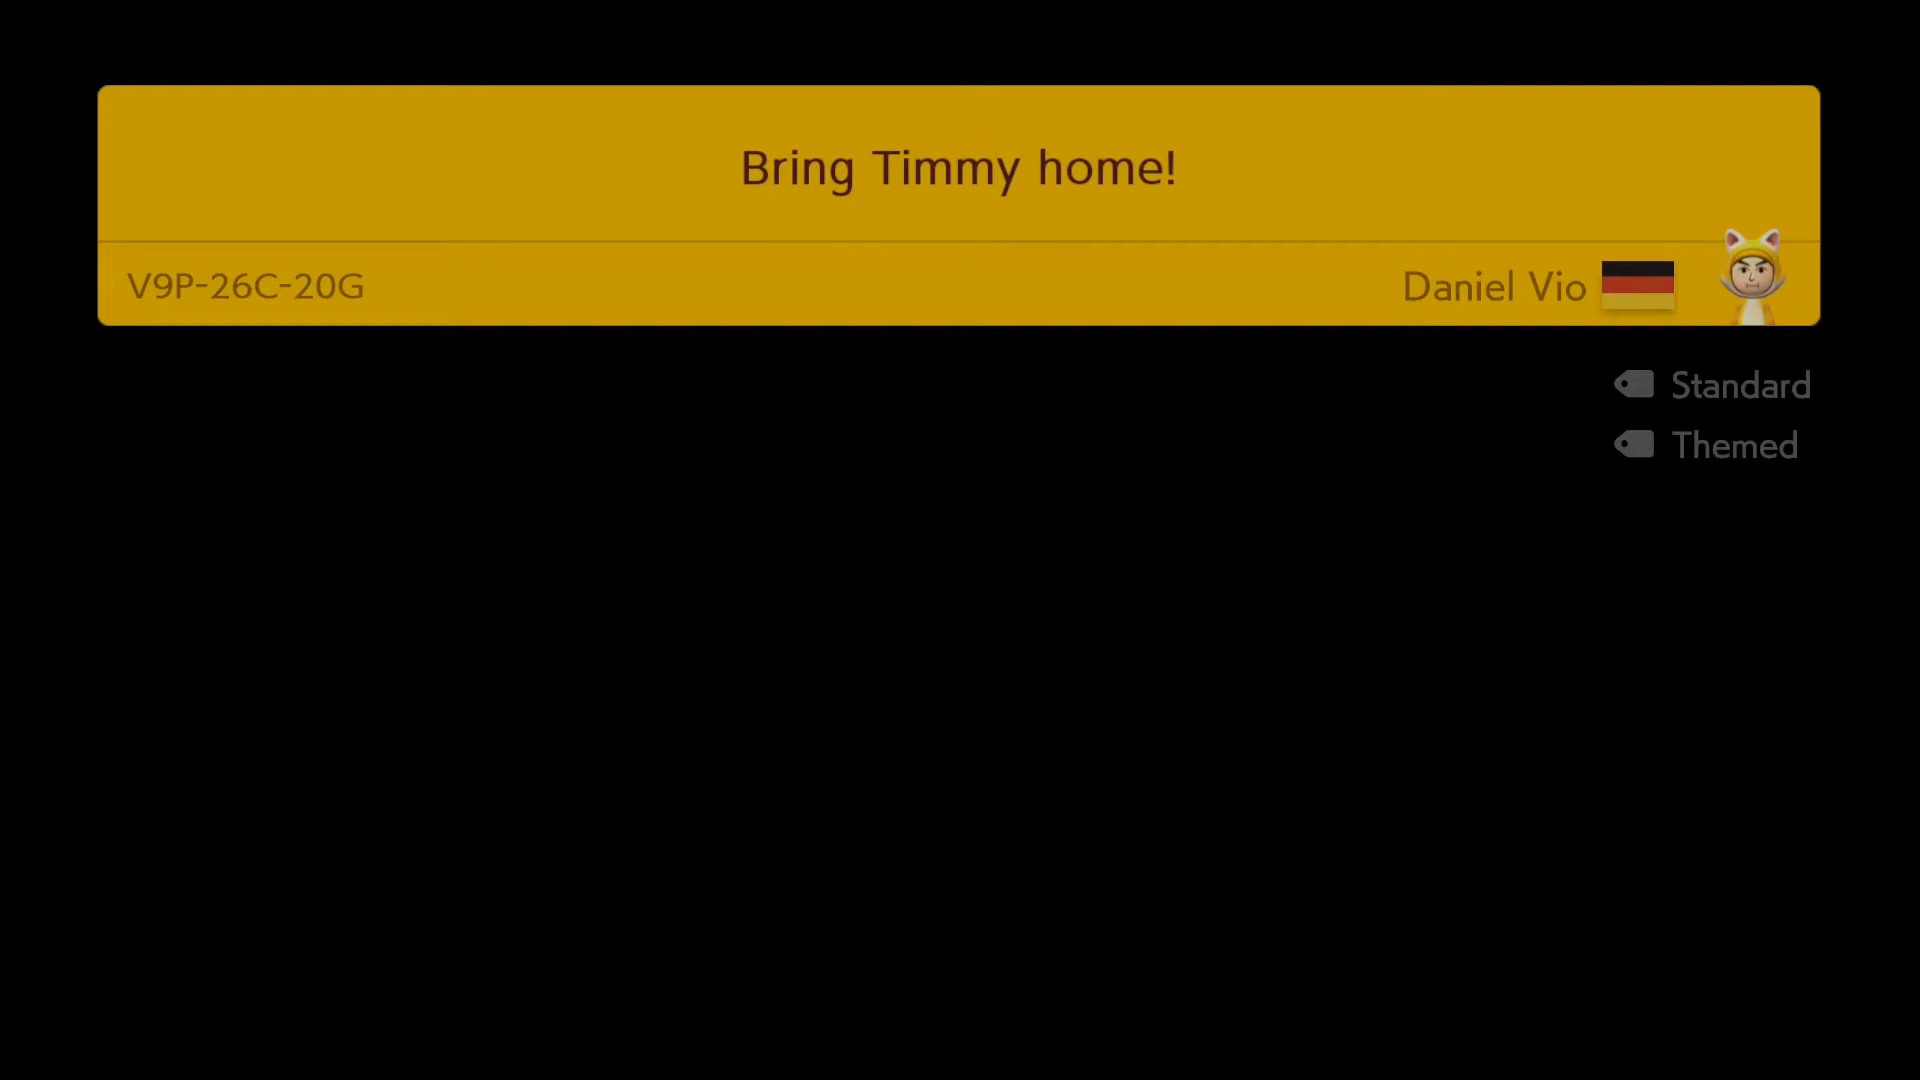 Bring Timmy home!
V9P-26C-20G
Daniel Vio
Standard
Themed